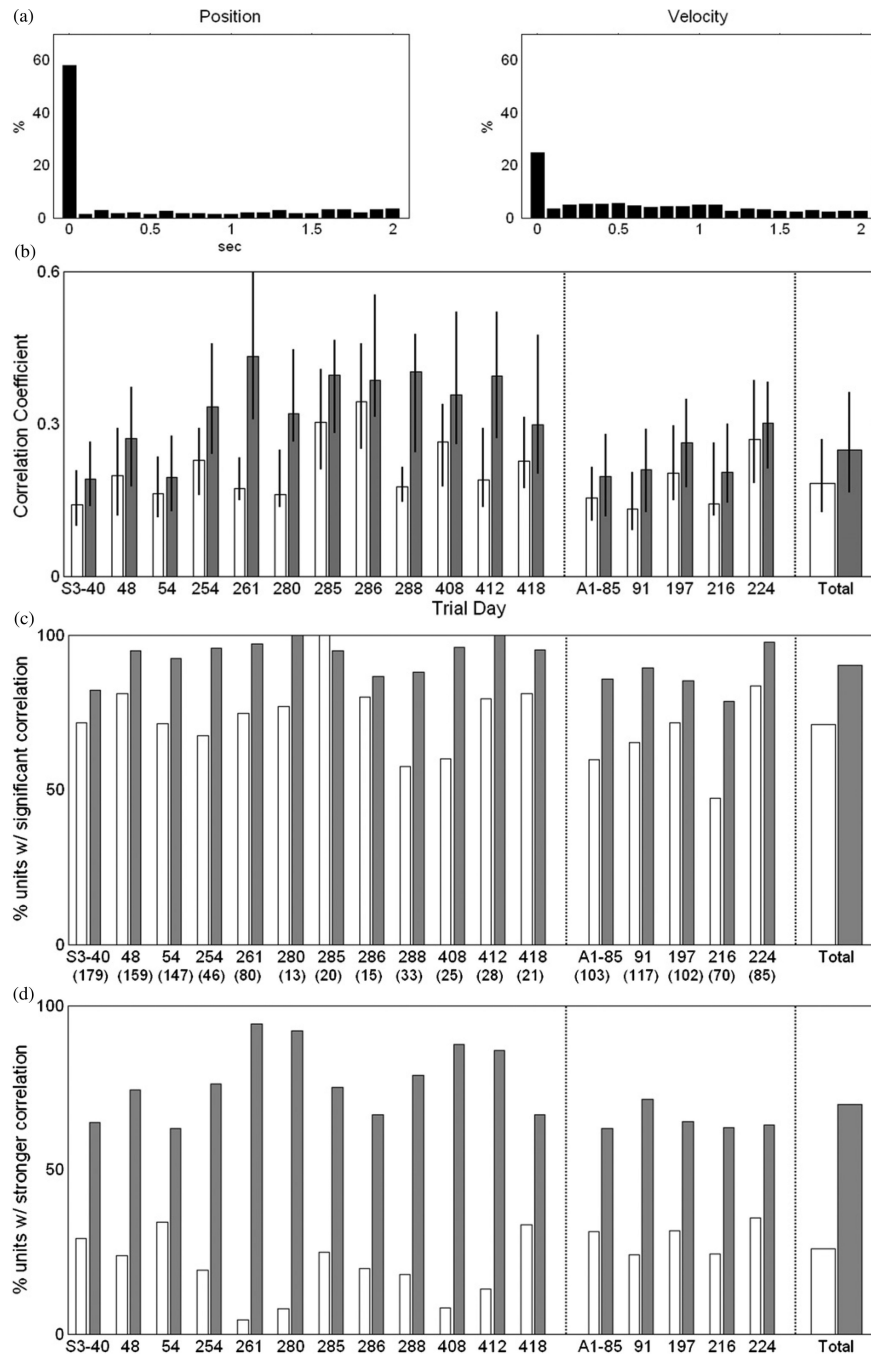 (a)
Position
Velocity
60
40
20
0
%
0 0.5 1 1.5 2
sec
60
40
20
0
%
0 0.5 1 1.5 2
(b)
0.6
0.3
0
Correlation Coefficient
S3-40 48 54 254 261 280 285 286 288 408 412 418 A1-85 91 197 216 224 Total
Trial Day
(c)
100
50
0
% units w/ significant correlation
S3-40 48 54 254 261 280 285 286 288 408 412 418 A1-85 91 197 216 224 Total
(179) (159) (147) (46) (80) (13) (20) (15) (33) (25) (28) (21) (103) (117) (102) (70) (85)
(d)
100
50
0
% units w/ stronger correlation
S3-40 48 54 254 261 280 285 286 288 408 412 418 A1-85 91 197 216 224 Total